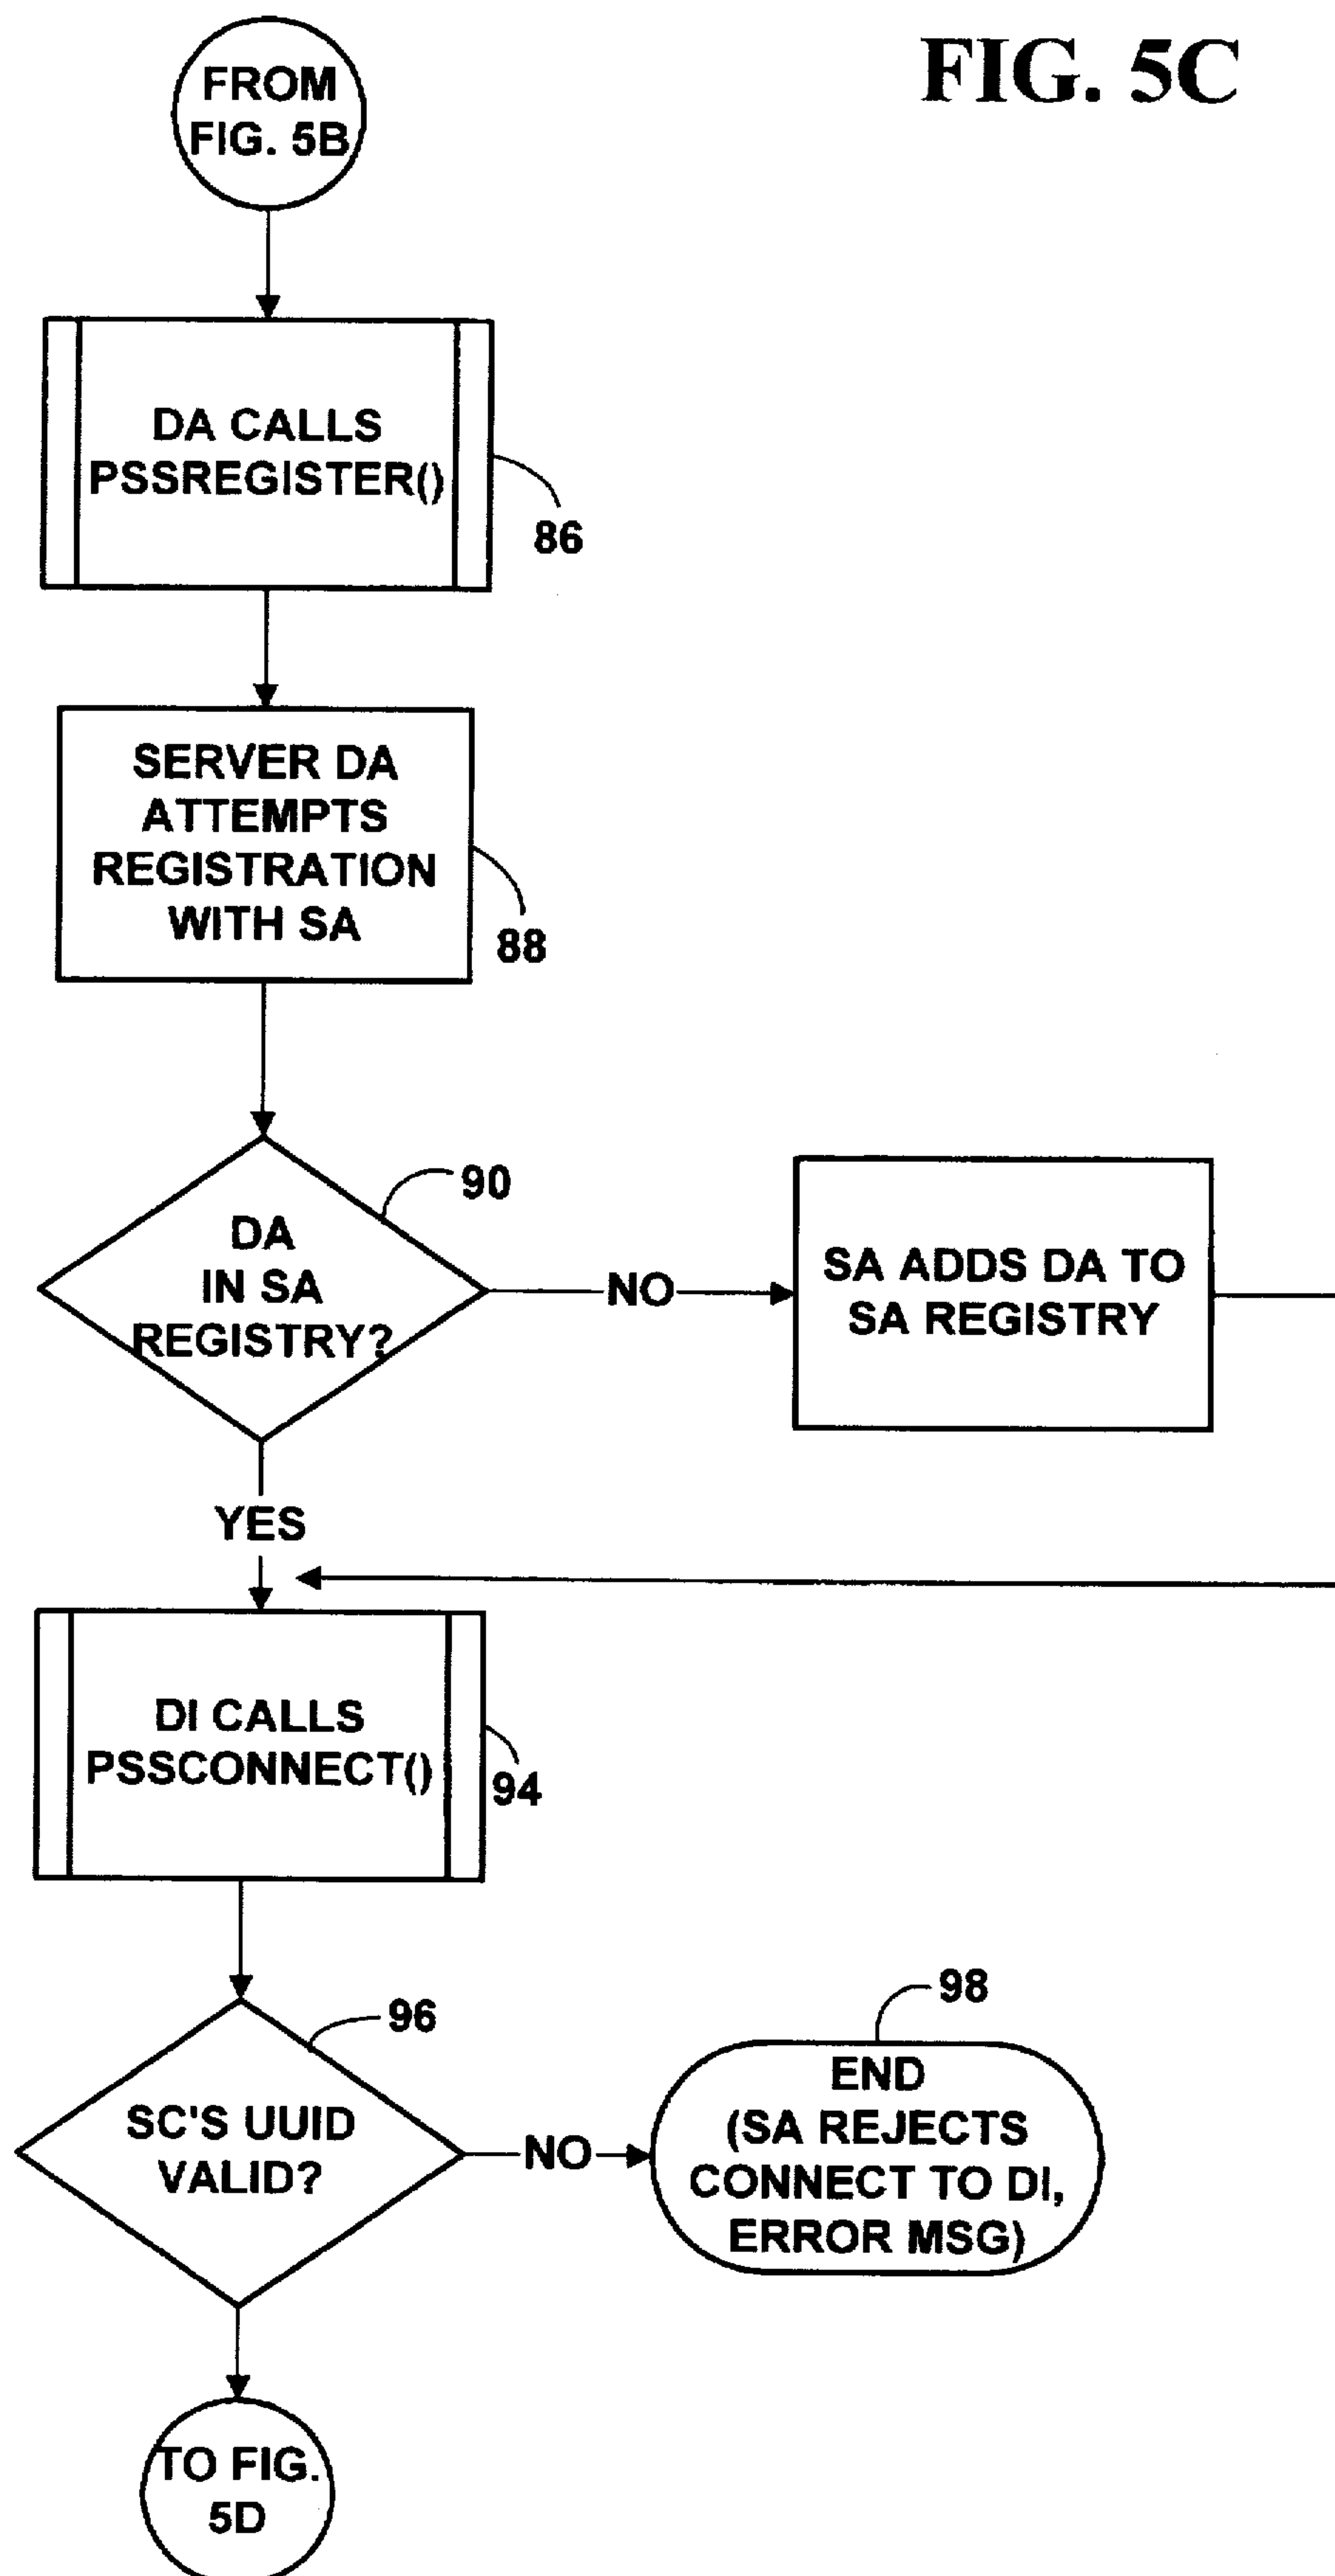 FIG. 5C
FROM
FIG. 5B
DA CALLS
PSSREGISTER()
86
SERVER DA
ATTEMPTS
REGISTRATION
WITH SA
88
90
DA
IN SA
REGISTRY?
NO
SA ADDS DA TO
SA REGISTRY
YES
DI CALLS
PSSCONNECT()
94
96
SC'S UUID
VALID?
NO
98
END
(SA REJECTS
CONNECT TO DI,
ERROR MSG)
TO FIG.
5D